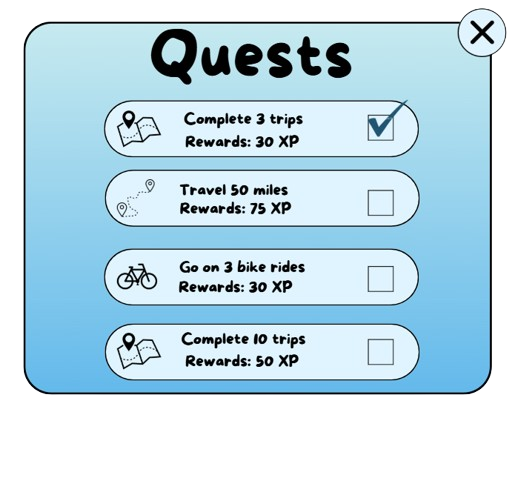 Quests
Complete 3 trips
Rewards: 30 XP
Travel 50 miles
Rewards: 75 XP
Go on 3 bike rides
Rewards: 30 XP
Complete 10 trips
Rewards: 50 XP